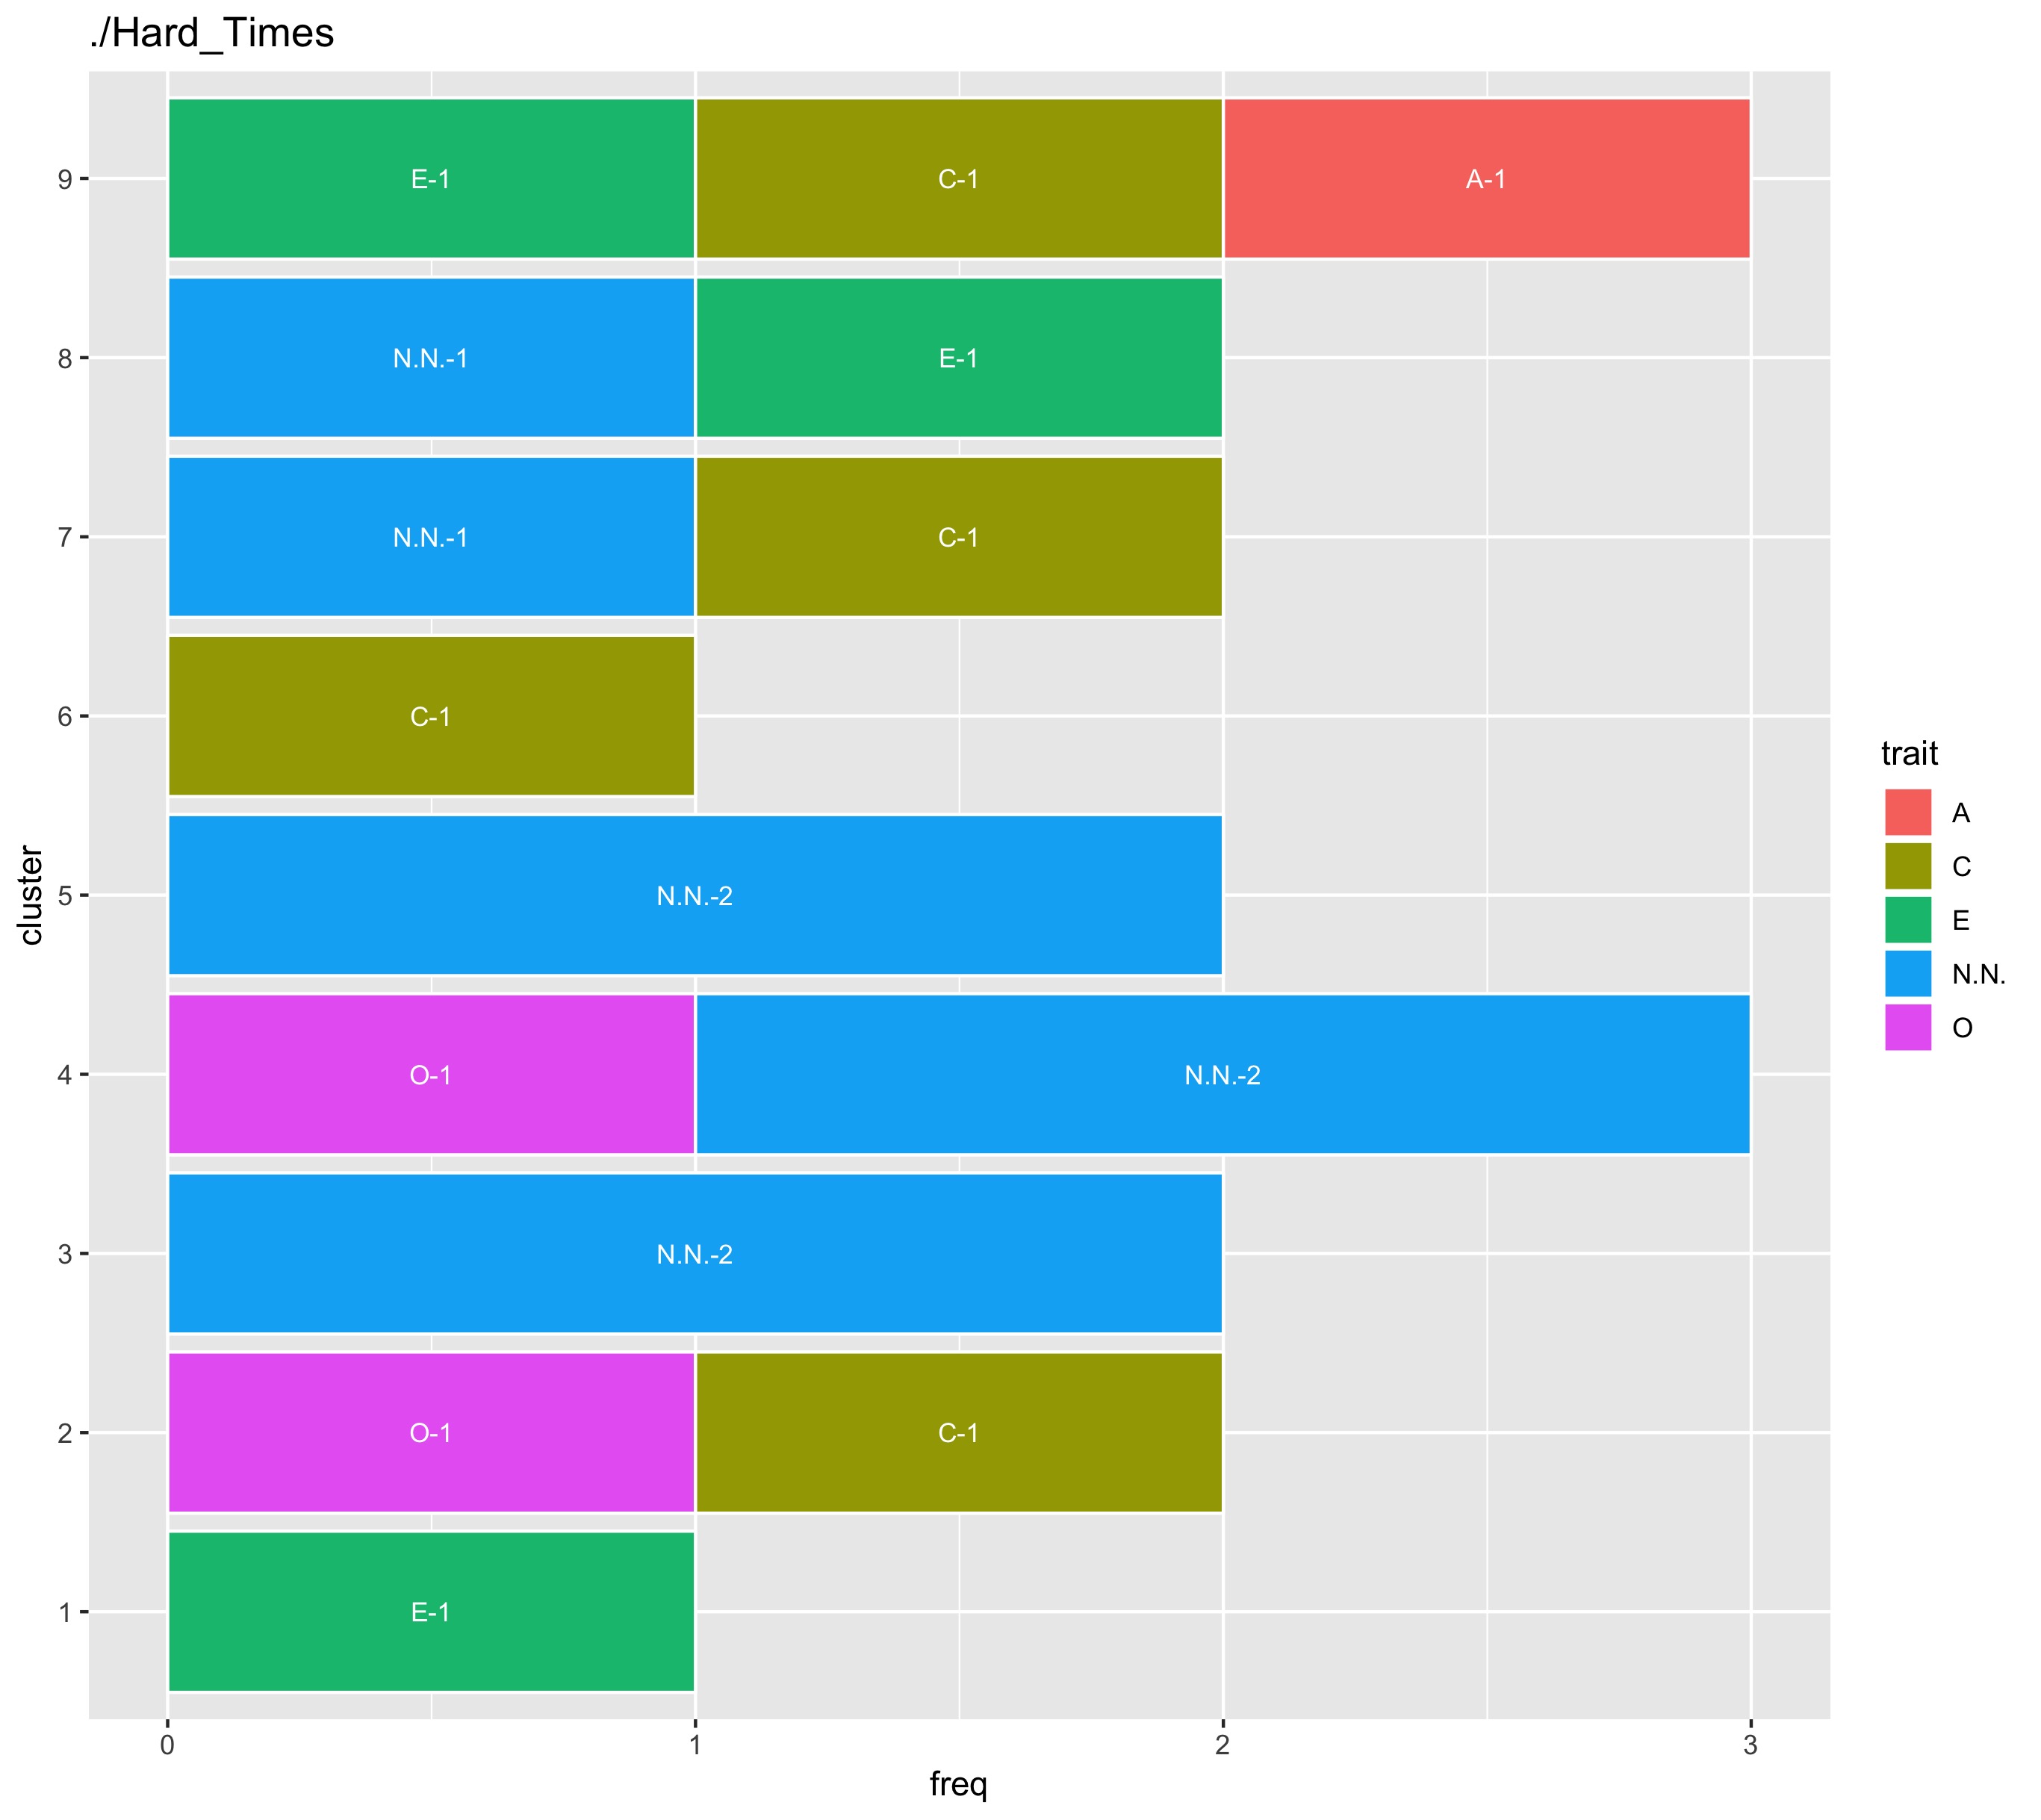 ./Hard_Times
cluster
9
E-1 C-1 A-1
8
N.N.-1 E-1
7
N.N.-1 C-1
6
C-1
5
N.N.-2
4
O-1 N.N.-2
3
N.N.-2
2
O-1 C-1
1
E-1
0 1 2 3
freq
trait
A
C
E
N.N.
O